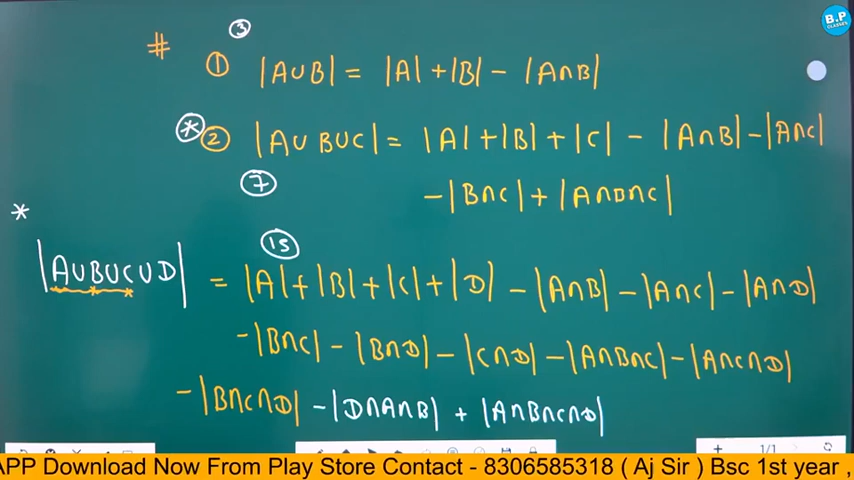 ③
B.P
CLASSES
# ① |A∪B| = |A| + |B| - |A∩B|
* ② |A∪B∪C| = |A| + |B| + |C| - |A∩B| - |A∩C|
⑦ - |B∩C| + |A∩B∩C|
*
⑮
|A∪B∪C∪D| = |A| + |B| + |C| + |D| - |A∩B| - |A∩C| - |A∩D|
- |B∩C| - |B∩D| - |C∩D| - |A∩B∩C| - |A∩C∩D|
- |B∩C∩D| - |D∩A∩B| + |A∩B∩C∩D|
1/1
APP Download Now From Play Store Contact - 8306585318 ( Aj Sir ) Bsc 1st year ,